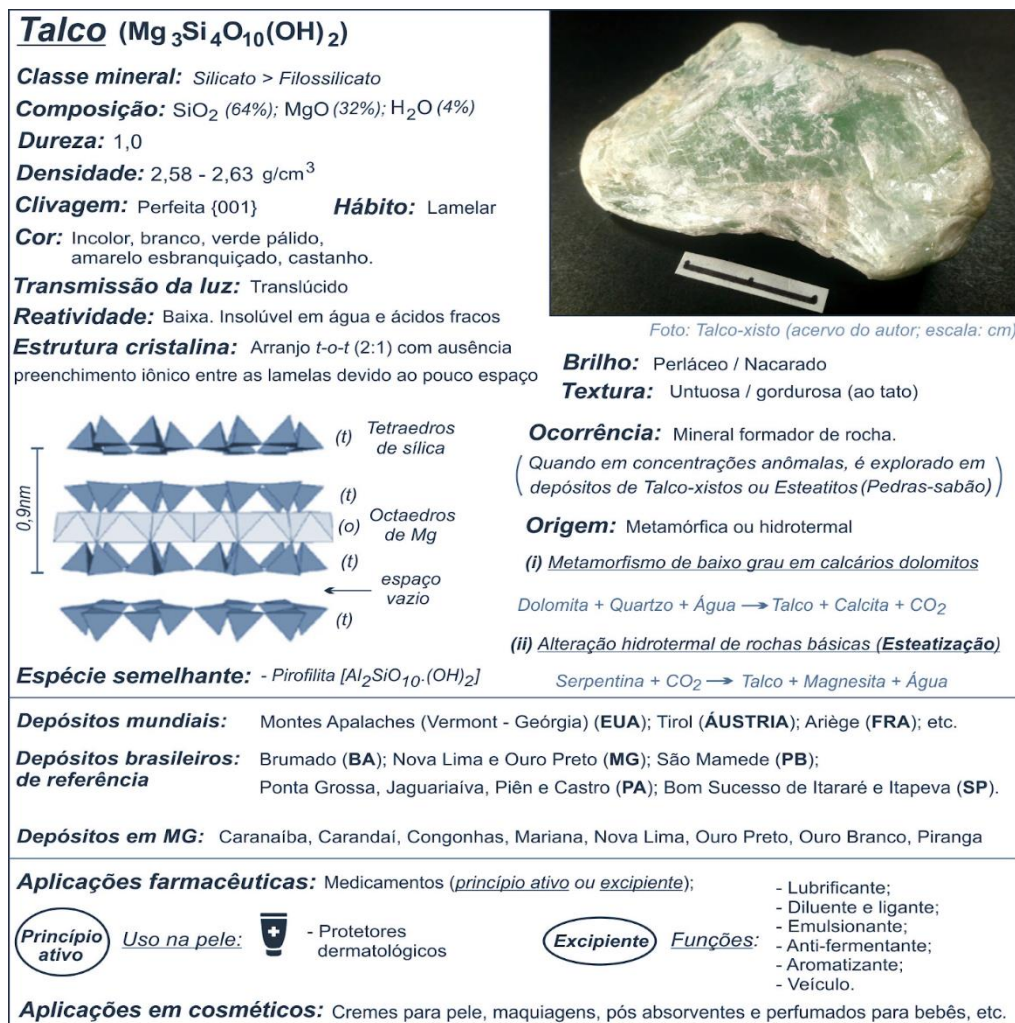 Talco (Mg₃Si₄O₁₀(OH)₂)
Classe mineral: Silicato > Filossilicato
Composição: SiO₂ (64%); MgO (32%); H₂O (4%)
Dureza: 1,0
Densidade: 2,58 - 2,63 g/cm³
Clivagem: Perfeita {001} Hábito: Lamelar
Cor: Incolor, branco, verde pálido,
amarelo esbranquiçado, castanho.
Transmissão da luz: Translúcido
Reatividade: Baixa. Insolúvel em água e ácidos fracos
Estrutura cristalina: Arranjo t-o-t (2:1) com ausência
preenchimento iônico entre as lamelas devido ao pouco espaço
0,9nm
(t) Tetraedros
de sílica
(t)
(o) Octaedros
de Mg
(t)
espaço
vazio
(t)
Espécie semelhante: - Pirofilita [Al₂SiO₁₀.(OH)₂]
Foto: Talco-xisto (acervo do autor; escala: cm)
Brilho: Perláceo / Nacarado
Textura: Untuosa / gordurosa (ao tato)
Ocorrência: Mineral formador de rocha.
(Quando em concentrações anômalas, é explorado em
depósitos de Talco-xistos ou Esteatitos (Pedras-sabão))
Origem: Metamórfica ou hidrotermal
(i) Metamorfismo de baixo grau em calcários dolomitos
Dolomita + Quartzo + Água → Talco + Calcita + CO₂
(ii) Alteração hidrotermal de rochas básicas (Esteatização)
Serpentina + CO₂ → Talco + Magnesita + Água
Depósitos mundiais: Montes Apalaches (Vermont - Geórgia) (EUA); Tirol (ÁUSTRIA); Ariège (FRA); etc.
Depósitos brasileiros: Brumado (BA); Nova Lima e Ouro Preto (MG); São Mamede (PB);
de referência
Ponta Grossa, Jaguariaíva, Piên e Castro (PA); Bom Sucesso de Itararé e Itapeva (SP).
Depósitos em MG: Caranaíba, Carandaí, Congonhas, Mariana, Nova Lima, Ouro Preto, Ouro Branco, Piranga
Aplicações farmacêuticas: Medicamentos (princípio ativo ou excipiente);
Princípio
ativo
Uso na pele:
- Protetores
dermatológicos
Excipiente
Funções:
- Lubrificante;
- Diluente e ligante;
- Emulsionante;
- Anti-fermentante;
- Aromatizante;
- Veículo.
Aplicações em cosméticos: Cremes para pele, maquiagens, pós absorventes e perfumados para bebês, etc.